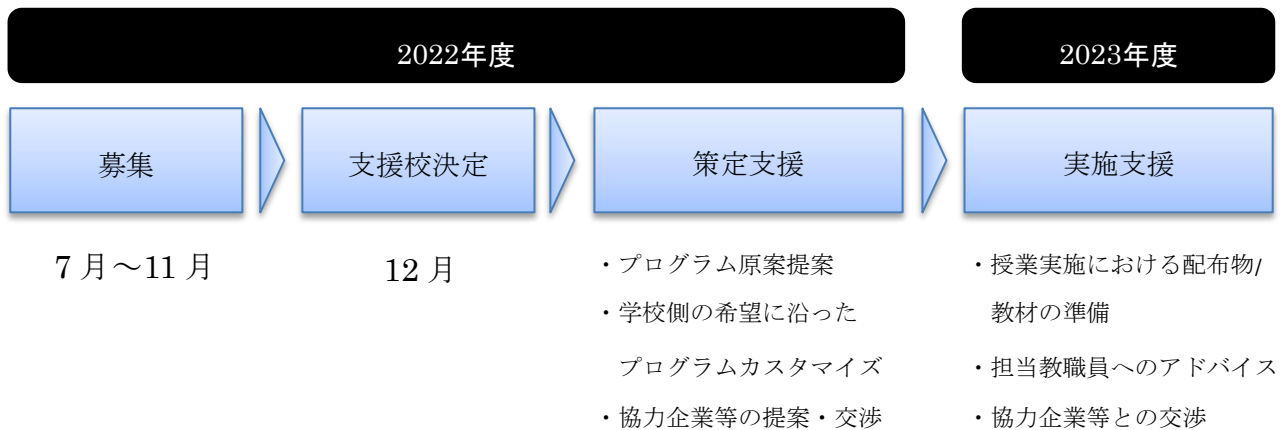 2022年度
2023年度
募集
支援校決定
策定支援
実施支援
7月～11月
12月
・プログラム原案提案
・学校側の希望に沿った
プログラムカスタマイズ
・協力企業等の提案・交渉
・授業実施における配布物/
教材の準備
・担当教職員へのアドバイス
・協力企業等との交渉